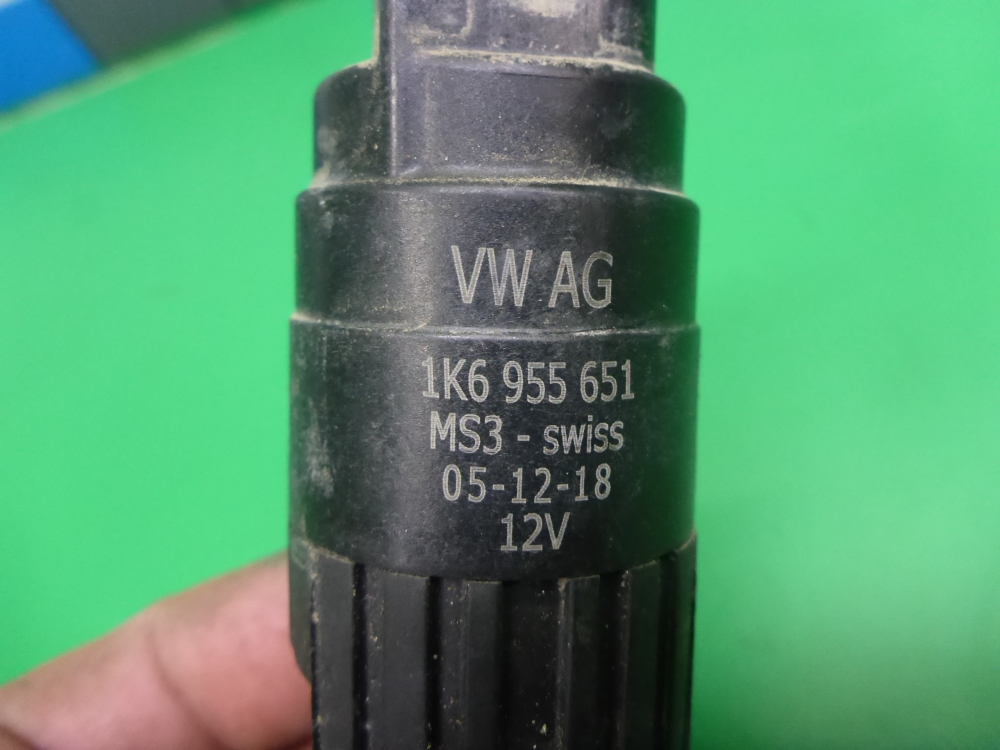 VW AG
1K6 955 651
MS3 - swiss
05-12-18
12V